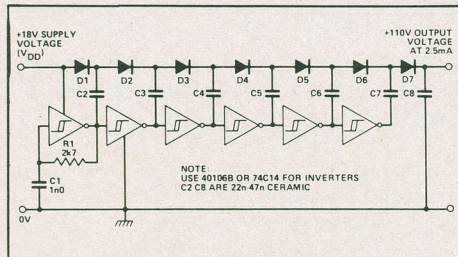 +18V SUPPLY
VOLTAGE
(VDD)
+110V OUTPUT
VOLTAGE
AT 2.5mA
D1
D2
D3
D4
D5
D6
D7
C2
C3
C4
C5
C6
C7
C8
R1
2k7
C1
1n0
NOTE:
USE 40106B OR 74C14 FOR INVERTERS
C2 C8 ARE 22n-47n CERAMIC
0V